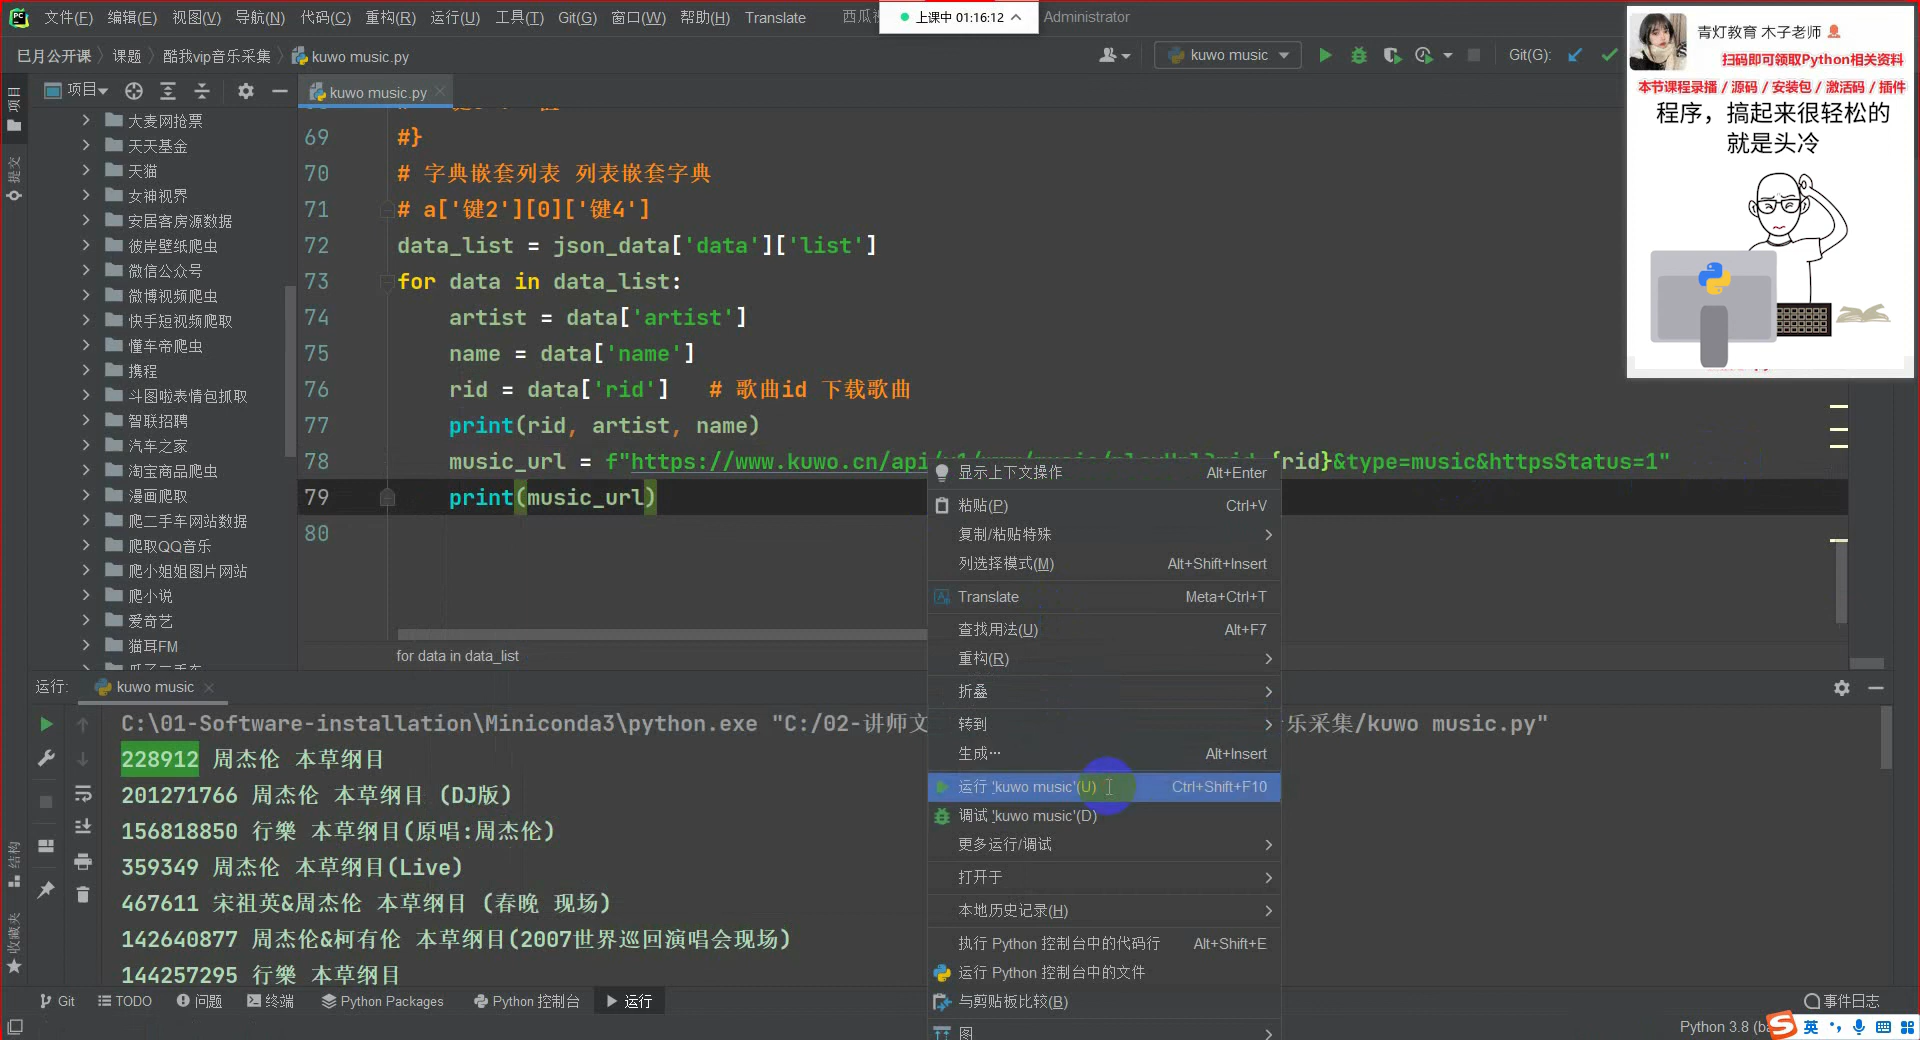 文件(F) 编辑(E) 视图(V) 导航(N) 代码(C) 重构(R) 运行(U) 工具(T) Git(G) 窗口(W) 帮助(H) Translate
上课中 01:16:12
Administrator
巳月公开课 课题 酷我vip音乐采集 kuwo music.py
kuwo music
Git(G):
项目
kuwo music.py
项目
提交
大麦网抢票
天天基金
天猫
女神视界
安居客房源数据
彼岸壁纸爬虫
微信公众号
微博视频爬虫
快手短视频爬取
懂车帝爬虫
携程
斗图啦表情包抓取
智联招聘
汽车之家
淘宝商品爬虫
漫画爬取
爬二手车网站数据
爬取QQ音乐
爬小姐姐图片网站
爬小说
爱奇艺
猫耳FM
69 #}
70 # 字典嵌套列表 列表嵌套字典
71 # a['键2'][0]['键4']
72 data_list = json_data['data']['list']
73 for data in data_list:
74 artist = data['artist']
75 name = data['name']
76 rid = data['rid'] # 歌曲id 下载歌曲
77 print(rid, artist, name)
78 music_url = f"https://www.kuwo.cn/api {rid}&type=music&httpsStatus=1"
79 print(music_url)
80
for data in data_list
显示上下文操作 Alt+Enter
粘贴(P) Ctrl+V
复制/粘贴特殊
列选择模式(M) Alt+Shift+Insert
Translate Meta+Ctrl+T
查找用法(U) Alt+F7
重构(R)
折叠
转到
生成… Alt+Insert
运行 'kuwo music'(U) Ctrl+Shift+F10
调试 'kuwo music'(D)
更多运行/调试
打开于
本地历史记录(H)
执行 Python 控制台中的代码行 Alt+Shift+E
运行 Python 控制台中的文件
与剪贴板比较(B)
图
青灯教育 木子老师
扫码即可领取Python相关资料
本节课程录播 / 源码 / 安装包 / 激活码 / 插件
程序，搞起来很轻松的
就是头冷
运行: kuwo music
C:\01-Software-installation\Miniconda3\python.exe "C:/02-讲师文 乐采集/kuwo music.py"
228912 周杰伦 本草纲目
201271766 周杰伦 本草纲目 (DJ版)
156818850 行樂 本草纲目(原唱:周杰伦)
359349 周杰伦 本草纲目(Live)
467611 宋祖英&周杰伦 本草纲目 (春晚 现场)
142640877 周杰伦&柯有伦 本草纲目(2007世界巡回演唱会现场)
144257295 行樂 本草纲目
结构
收藏夹
Git TODO 问题 终端 Python Packages Python 控制台 运行
事件日志
Python 3.8 (ba
英